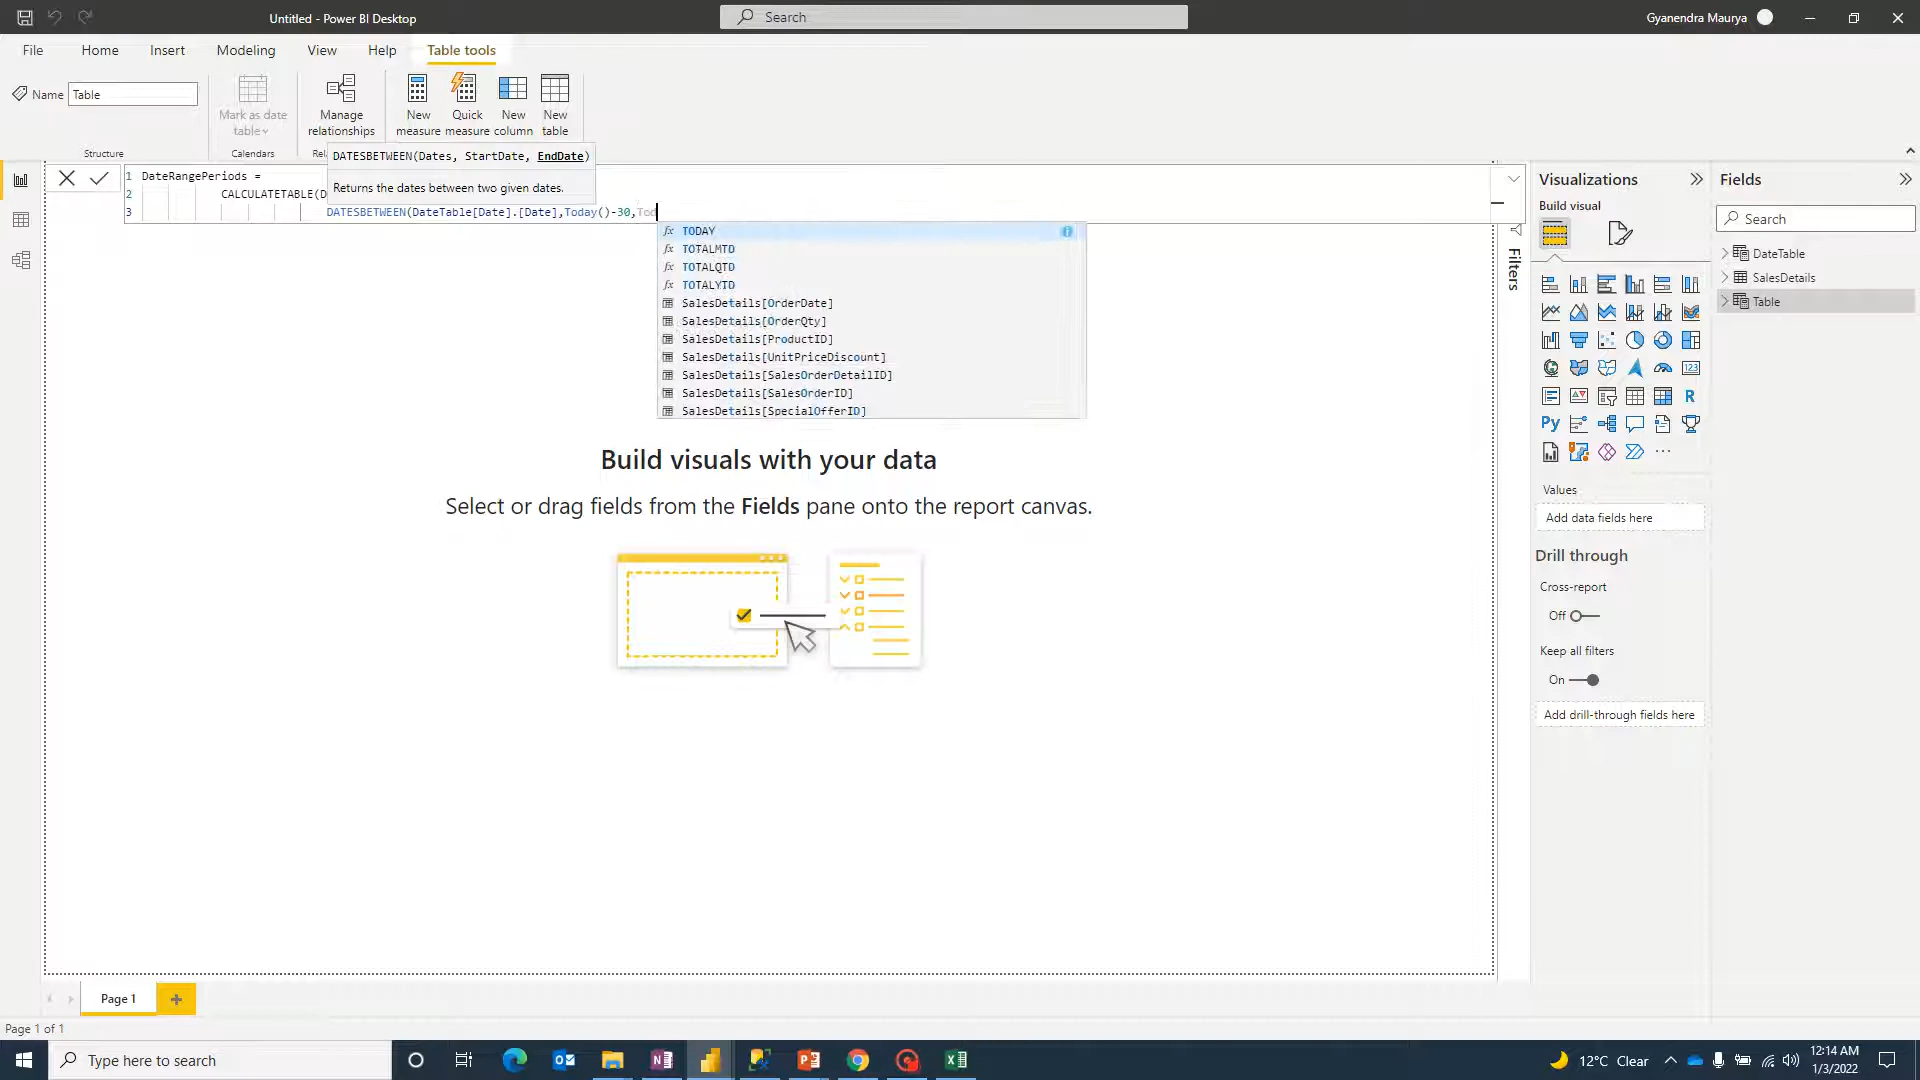 Untitled - Power BI Desktop
Search
Gyanendra Maurya
File
Home
Insert
Modeling
View
Help
Table tools
Name
Table
Mark as date
table
Manage
relationships
New
measure
Quick
measure
New
column
New
table
Structure
Calendars
DATESBETWEEN(Dates, StartDate, EndDate)
Returns the dates between two given dates.
1 DateRangePeriods =
2 CALCULATETABLE(
3 DATESBETWEEN(DateTable[Date].[Date],Today()-30,Tod
TODAY
TOTALMTD
TOTALQTD
TOTALYTD
SalesDetails[OrderDate]
SalesDetails[OrderQty]
SalesDetails[ProductID]
SalesDetails[UnitPriceDiscount]
SalesDetails[SalesOrderDetailID]
SalesDetails[SalesOrderID]
SalesDetails[SpecialOfferID]
Build visuals with your data
Select or drag fields from the Fields pane onto the report canvas.
Filters
Visualizations
Build visual
Values
Add data fields here
Drill through
Cross-report
Off
Keep all filters
On
Add drill-through fields here
Fields
Search
DateTable
SalesDetails
Table
Page 1
Page 1 of 1
Type here to search
12°C Clear
12:14 AM
1/3/2022